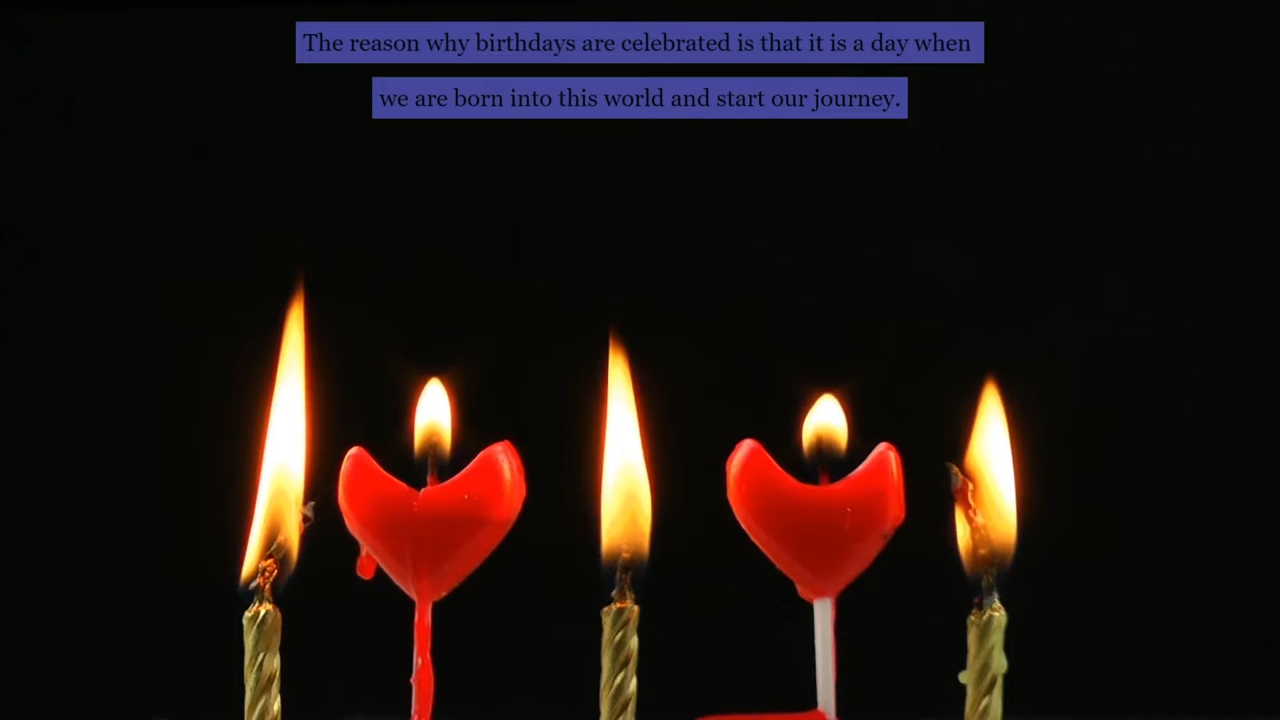 The reason why birthdays are celebrated is that it is a day when
we are born into this world and start our journey.